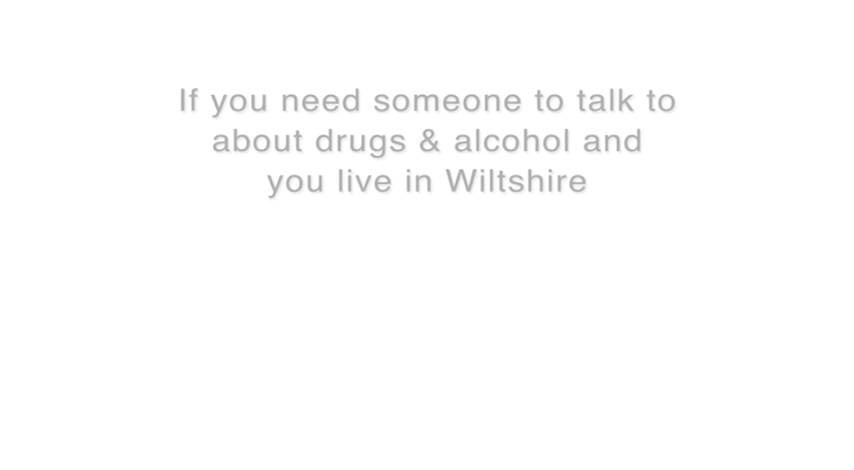 If you need someone to talk to
about drugs & alcohol and
you live in Wiltshire